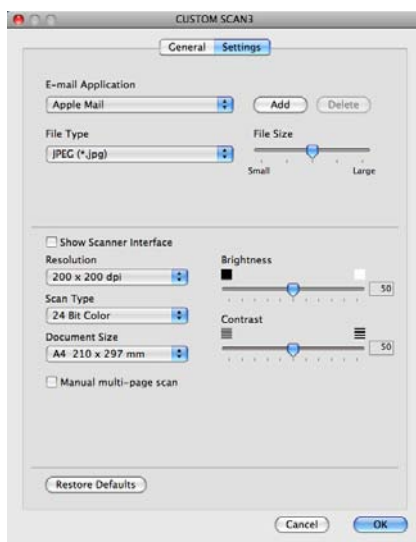 CUSTOM SCAN3
General Settings
E-mail Application
Apple Mail Add Delete
File Type File Size
JPEG (*.jpg)
Small Large
Show Scanner Interface
Resolution Brightness
200 x 200 dpi
50
Scan Type
24 Bit Color Contrast
Document Size
A4 210 x 297 mm 50
Manual multi-page scan
Restore Defaults
Cancel OK